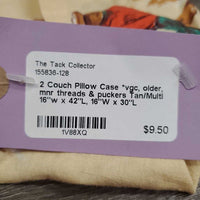 The Tack Collector
155836-128
2 Couch Pillow Case *vgc, older,
mnr threads & puckers Tan/Multi
16"w x 42"L, 16"W x 30"L
1V88XQ
$9.50